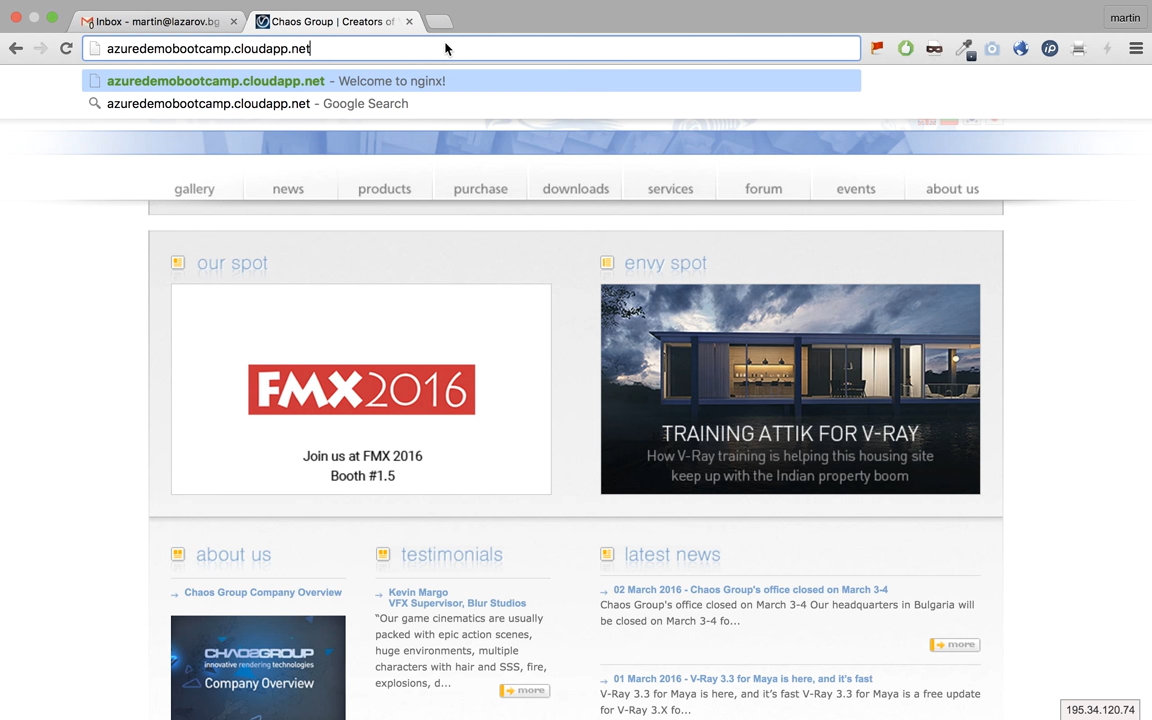 Inbox - martin@lazarov.bg
Chaos Group | Creators of
martin
azuredemobootcamp.cloudapp.net
azuredemobootcamp.cloudapp.net - Welcome to nginx!
azuredemobootcamp.cloudapp.net - Google Search
gallery news products purchase downloads services forum events about us
our spot
envy spot
FMX2016
Join us at FMX 2016
Booth #1.5
TRAINING ATTIK FOR V-RAY
How V-Ray training is helping this housing site
keep up with the Indian property boom
about us
Chaos Group Company Overview
CHAOSGROUP
innovative rendering technologies
Company Overview
testimonials
Kevin Margo
VFX Supervisor, Blur Studios
“Our game cinematics are usually
packed with epic action scenes,
huge environments, multiple
characters with hair and SSS, fire,
explosions, d...
more
latest news
02 March 2016 - Chaos Group's office closed on March 3-4
Chaos Group's office closed on March 3-4 Our headquarters in Bulgaria will
be closed on March 3-4 fo...
more
01 March 2016 - V-Ray 3.3 for Maya is here, and it's fast
V-Ray 3.3 for Maya is here, and it’s fast V-Ray 3.3 for Maya is a free update
for V-Ray 3.X fo...
195.34.120.74